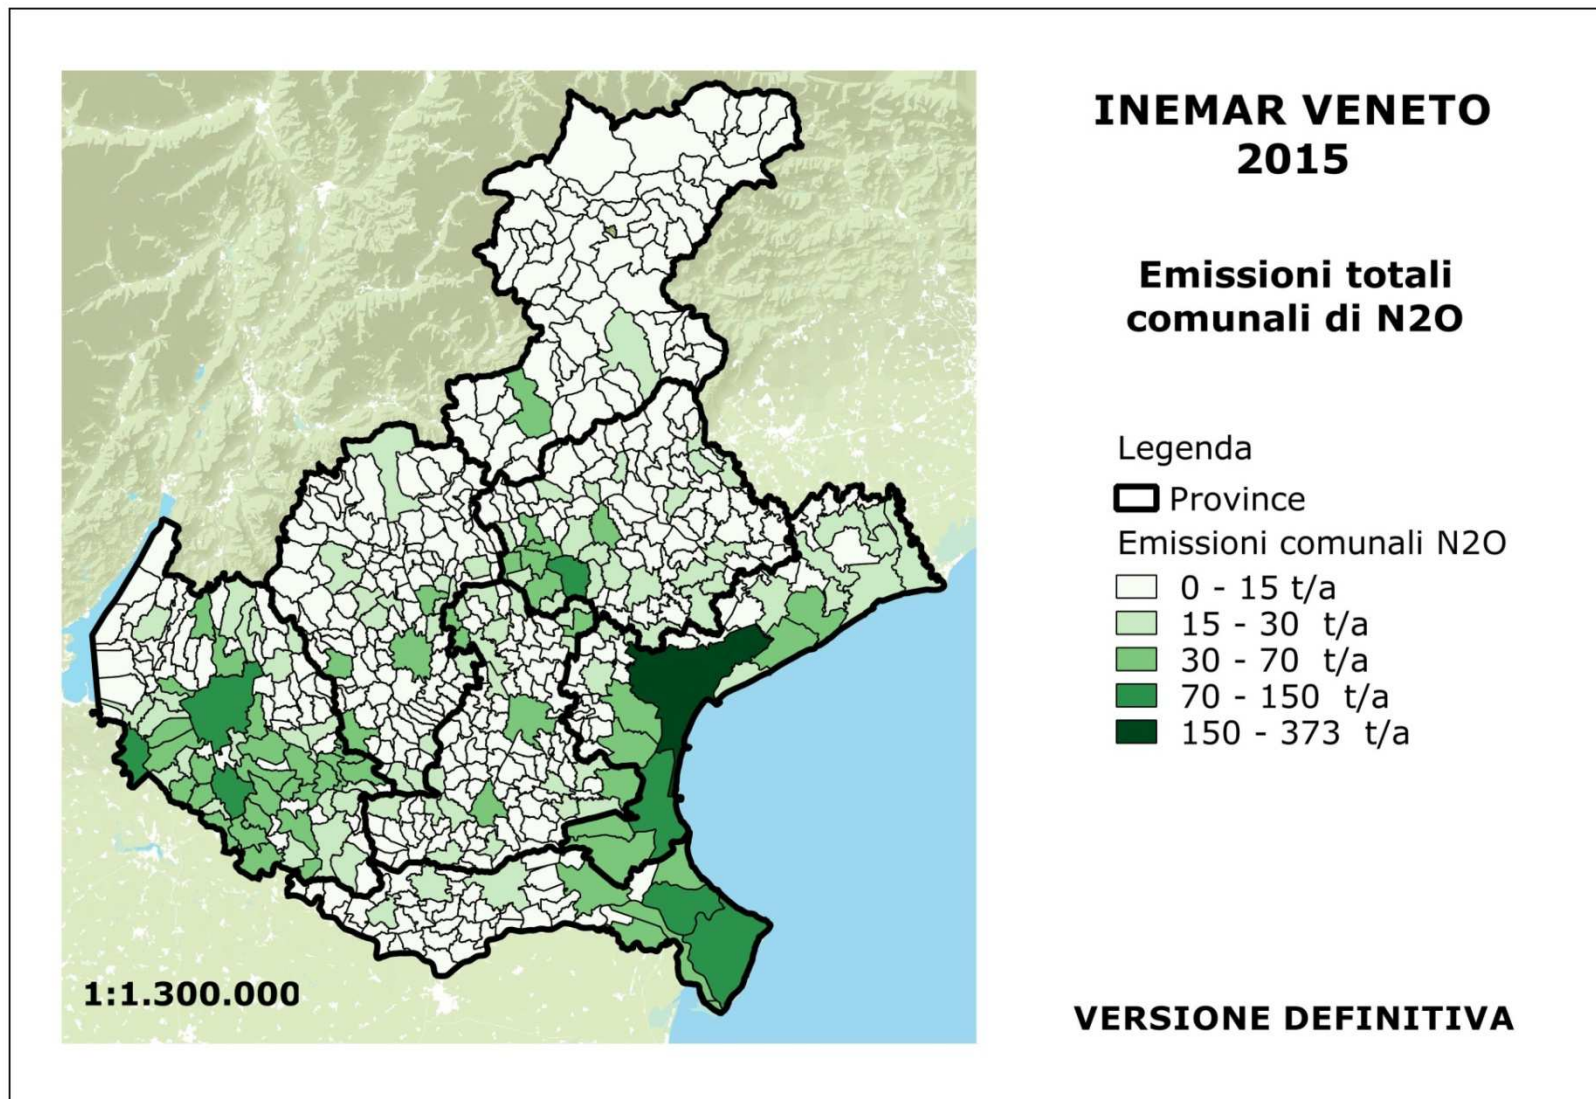 INEMAR VENETO
2015
Emissioni totali
comunali di N2O
Legenda
Province
Emissioni comunali N2O
0 - 15 t/a
15 - 30 t/a
30 - 70 t/a
70 - 150 t/a
150 - 373 t/a
1:1.300.000
VERSIONE DEFINITIVA